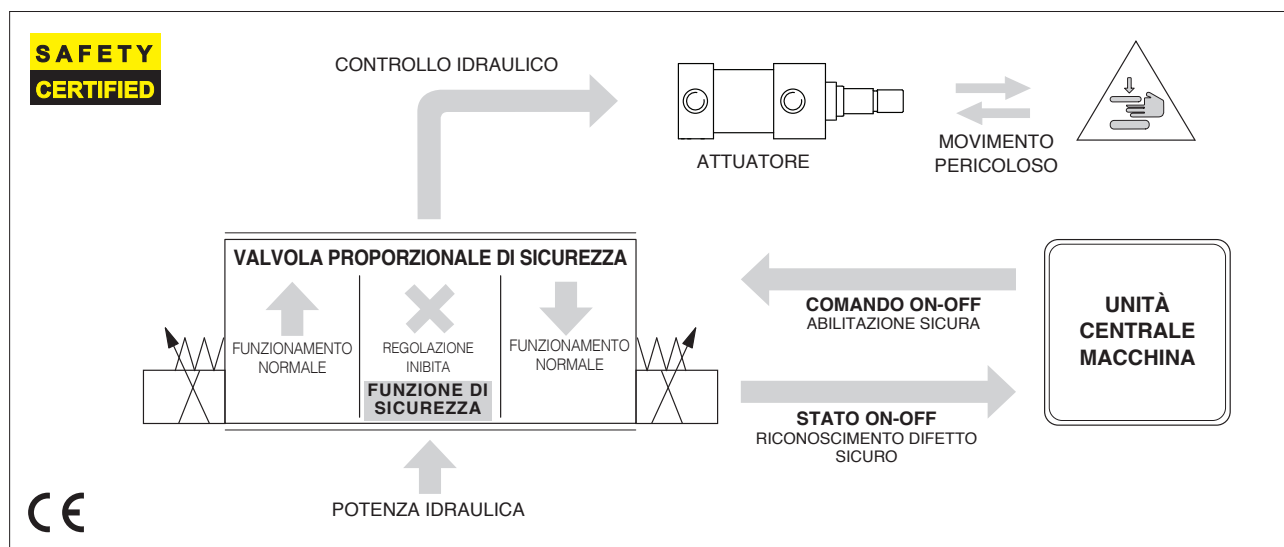 SAFETY
CERTIFIED
CONTROLLO IDRAULICO
ATTUATORE
MOVIMENTO
PERICOLOSO
VALVOLA PROPORZIONALE DI SICUREZZA
FUNZIONAMENTO
NORMALE
REGOLAZIONE
INIBITA
FUNZIONE DI
SICUREZZA
FUNZIONAMENTO
NORMALE
COMANDO ON-OFF
ABILITAZIONE SICURA
UNITÀ
CENTRALE
MACCHINA
STATO ON-OFF
RICONOSCIMENTO DIFETTO
SICURO
POTENZA IDRAULICA
CE